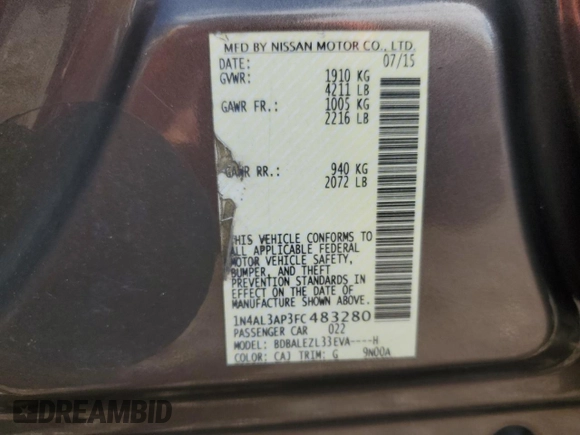 MFD BY NISSAN MOTOR CO., LTD.
DATE: 07/15
GVWR: 1910 KG
4211 LB
GAWR FR.: 1005 KG
2216 LB
GAWR RR.: 940 KG
2072 LB
THIS VEHICLE CONFORMS TO
ALL APPLICABLE FEDERAL
MOTOR VEHICLE SAFETY,
BUMPER, AND THEFT
PREVENTION STANDARDS IN
EFFECT ON THE DATE OF
MANUFACTURE SHOWN ABOVE.
1N4AL3AP3FC483280
PASSENGER CAR 022
MODEL: BDBALEZL33EVA----H
COLOR: CAJ TRIM: G 9N00A
DREAMBID